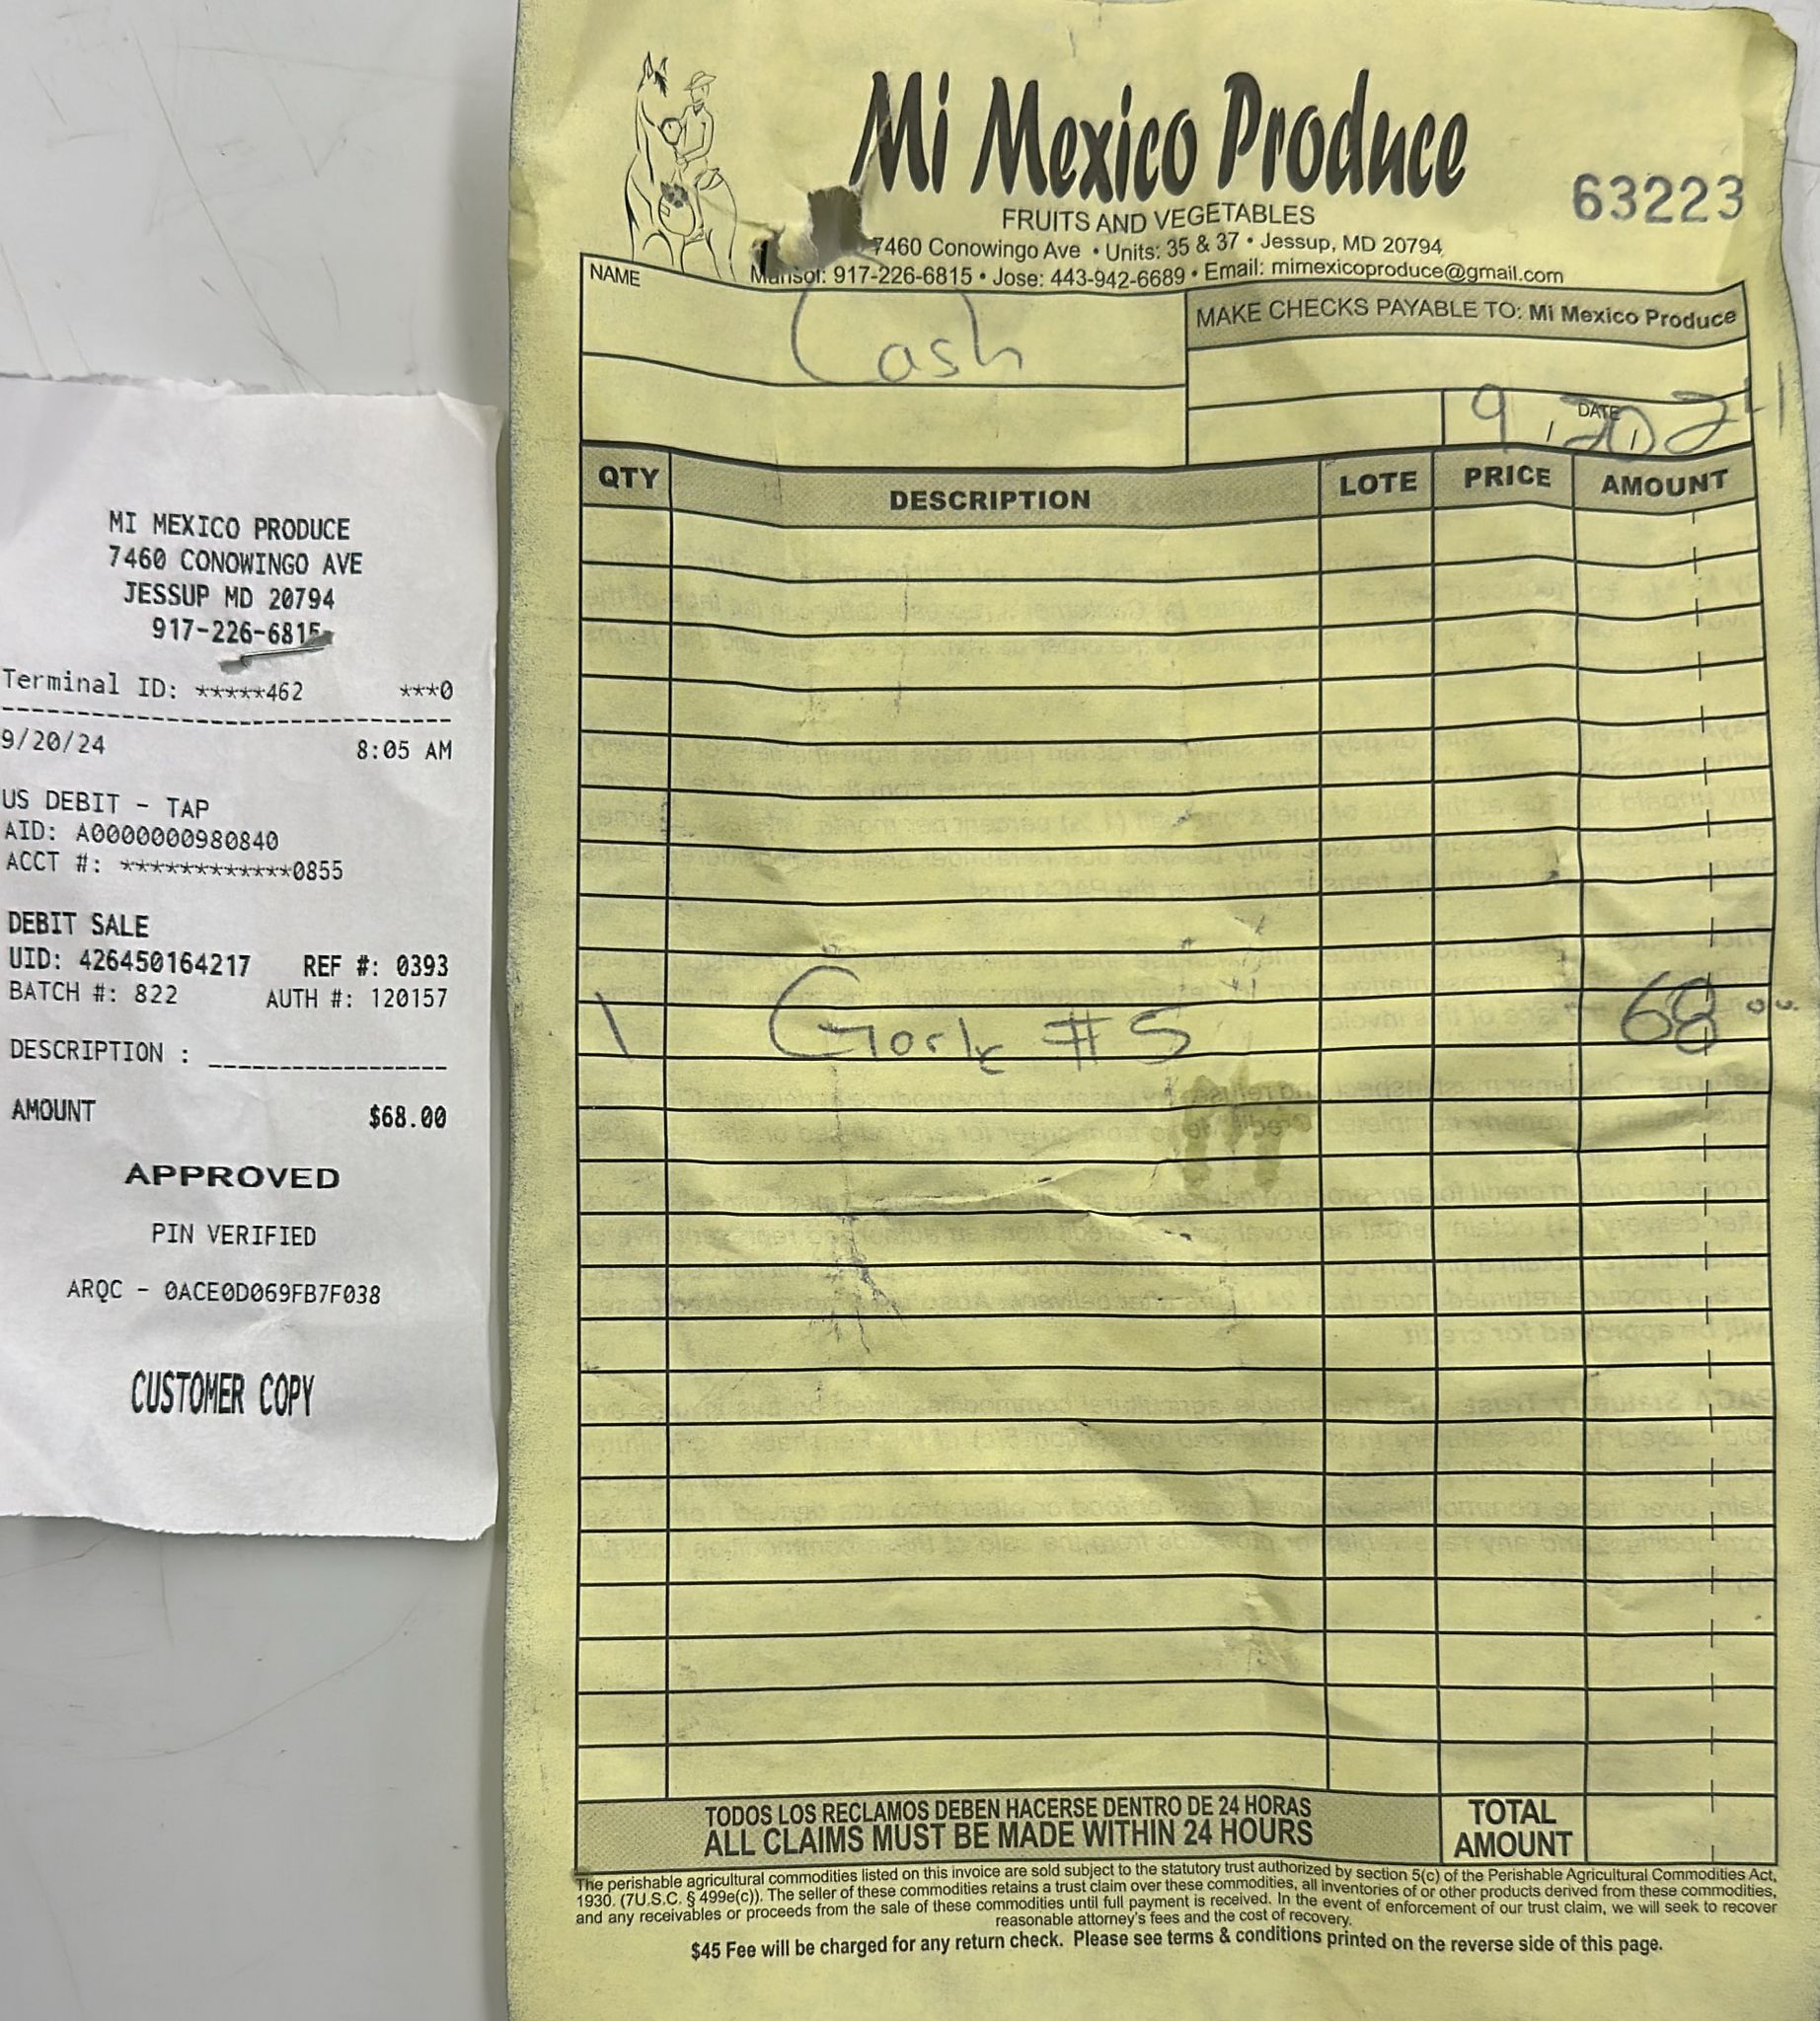 MI MEXICO PRODUCE
7460 CONOWINGO AVE
JESSUP MD 20794
917-226-6815
Terminal ID: *****462 ***0
9/20/24 8:05 AM
US DEBIT - TAP
AID: A0000000980840
ACCT #: ************0855
DEBIT SALE
UID: 426450164217 REF #: 0393
BATCH #: 822 AUTH #: 120157
DESCRIPTION :
AMOUNT $68.00
APPROVED
PIN VERIFIED
ARQC - 0ACE0D069FB7F038
CUSTOMER COPY
Mi Mexico Produce
63223
FRUITS AND VEGETABLES
7460 Conowingo Ave • Units: 35 & 37 • Jessup, MD 20794
917-226-6815 • Jose: 443-942-6689 • Email: mimexicoproduce@gmail.com
NAME
Cash
MAKE CHECKS PAYABLE TO: Mi Mexico Produce
DATE
9 20 24
QTY DESCRIPTION LOTE PRICE AMOUNT
1 #5 68 00
TODOS LOS RECLAMOS DEBEN HACERSE DENTRO DE 24 HORAS
ALL CLAIMS MUST BE MADE WITHIN 24 HOURS
TOTAL
AMOUNT
The perishable agricultural commodities listed on this invoice are sold subject to the statutory trust authorized by section 5(c) of the Perishable Agricultural Commodities Act,
1930. (7U.S.C. § 499e(c)). The seller of these commodities retains a trust claim over these commodities, all inventories of or other products derived from these commodities,
and any receivables or proceeds from the sale of these commodities until full payment is received. In the event of enforcement of our trust claim, we will seek to recover
reasonable attorney's fees and the cost of recovery.
$45 Fee will be charged for any return check. Please see terms & conditions printed on the reverse side of this page.